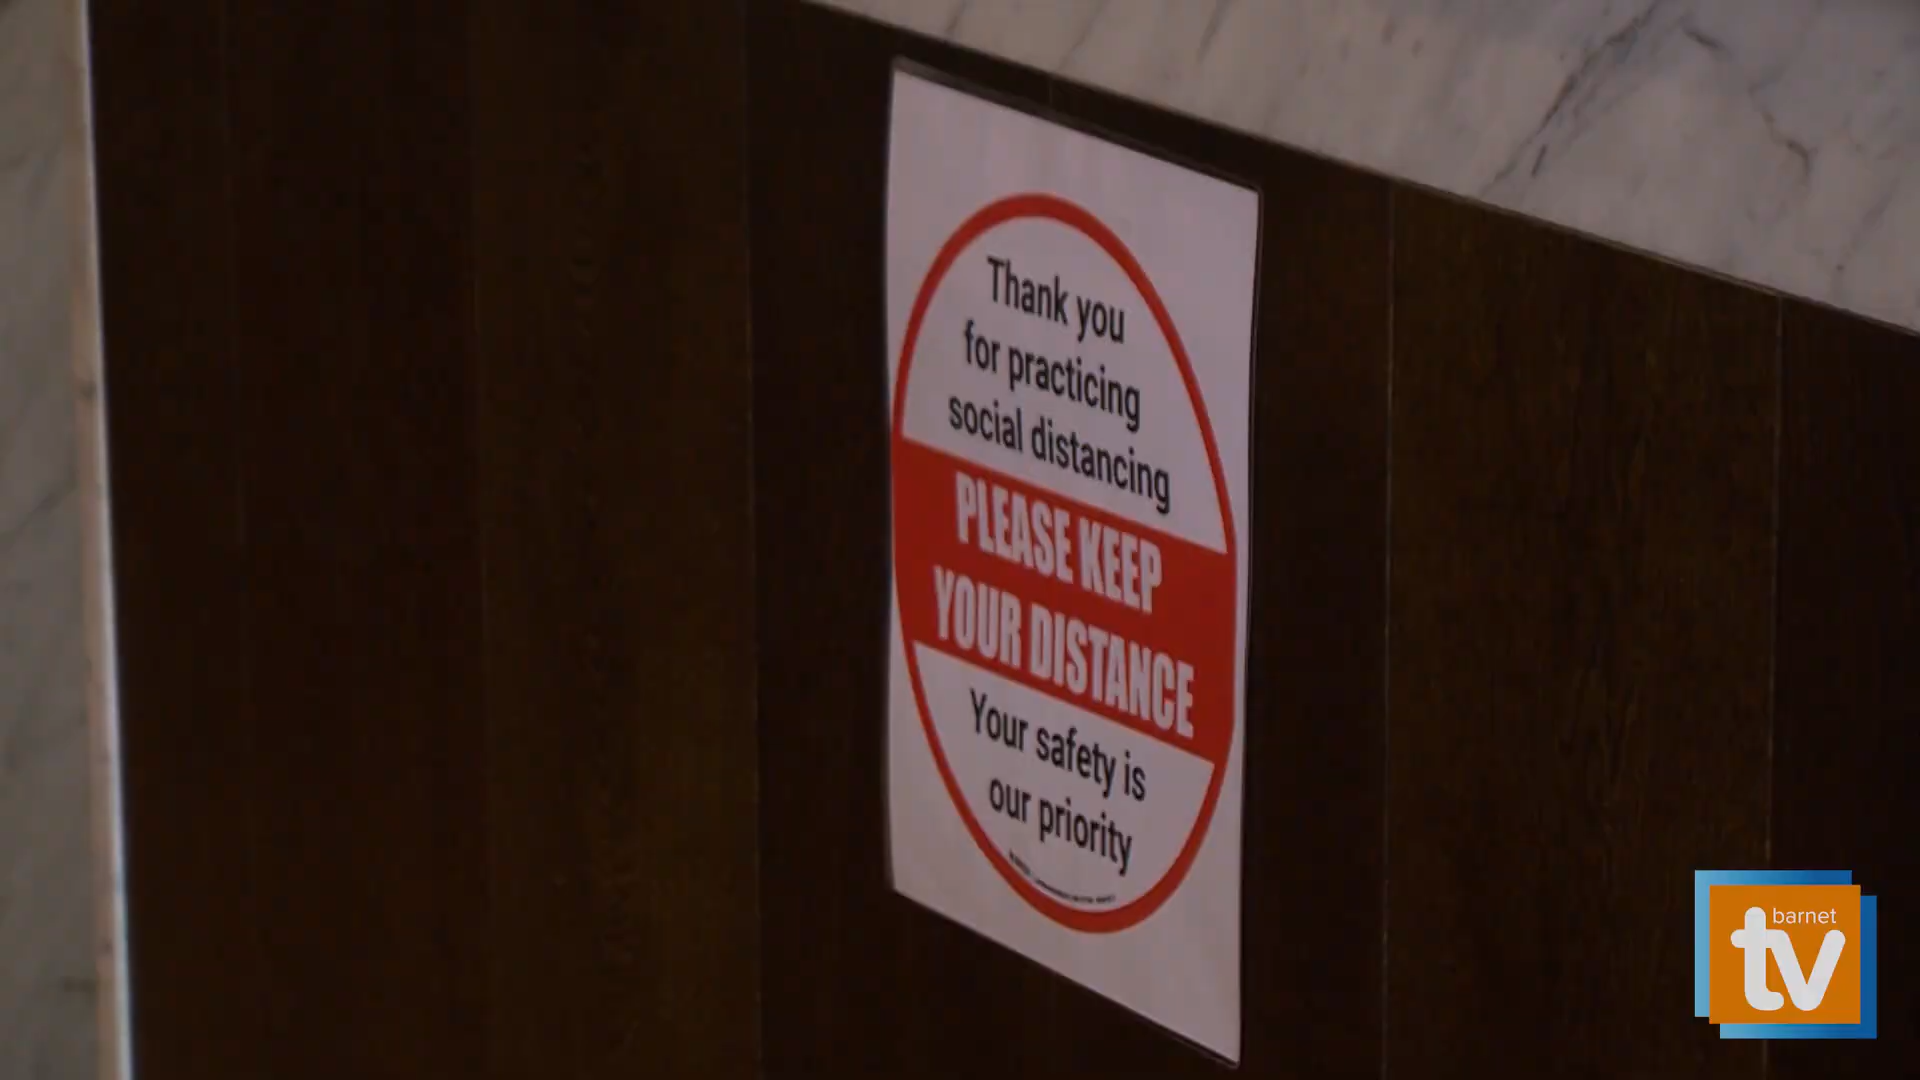 Thank you
for practicing
social distancing
PLEASE KEEP
YOUR DISTANCE
Your safety is
our priority
barnet
tv